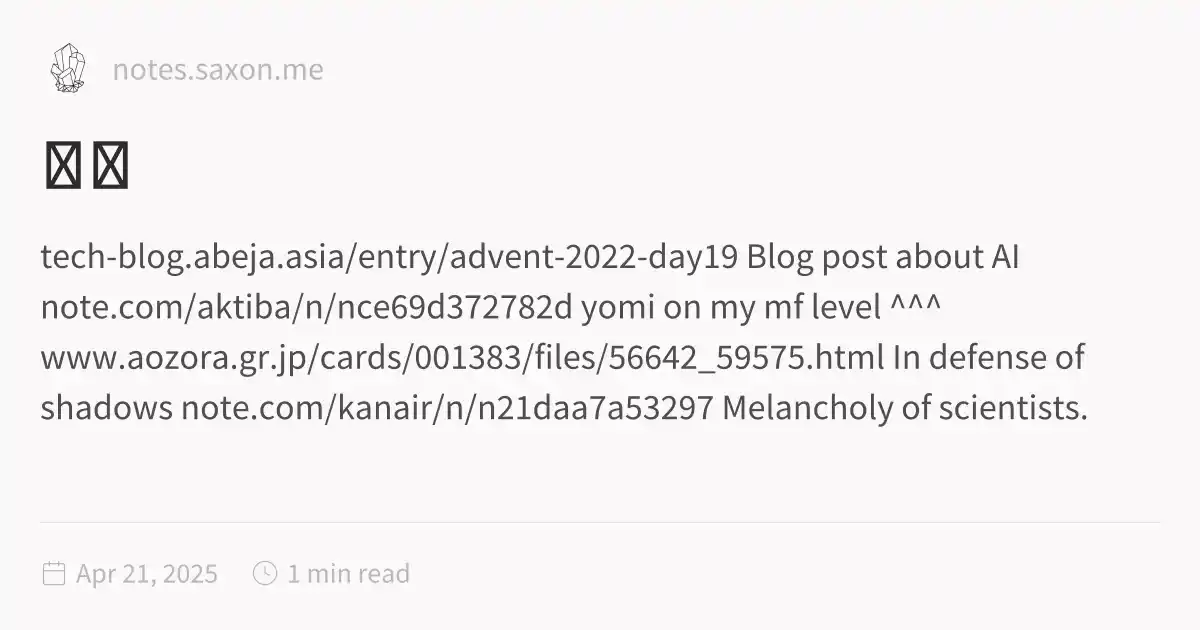 notes.saxon.me
tech-blog.abeja.asia/entry/advent-2022-day19 Blog post about AI
note.com/aktiba/n/nce69d372782d yomi on my mf level ^^^
www.aozora.gr.jp/cards/001383/files/56642_59575.html In defense of
shadows note.com/kanair/n/n21daa7a53297 Melancholy of scientists.
Apr 21, 2025 1 min read